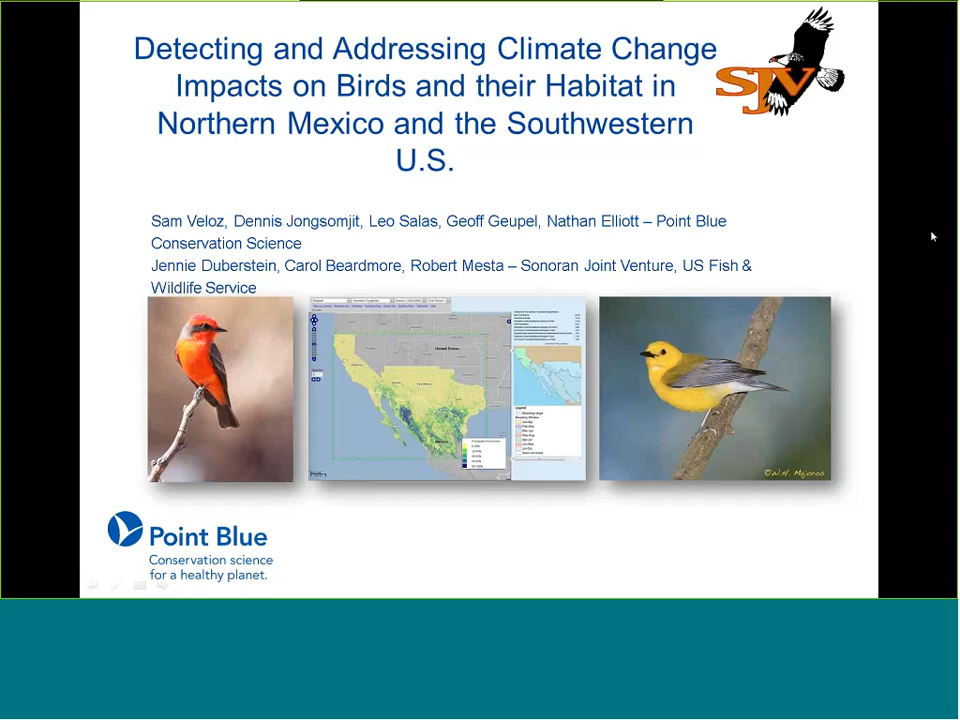 Detecting and Addressing Climate Change
Impacts on Birds and their Habitat in
Northern Mexico and the Southwestern
U.S.
SJV
Sam Veloz, Dennis Jongsomjit, Leo Salas, Geoff Geupel, Nathan Elliott – Point Blue
Conservation Science
Jennie Duberstein, Carol Beardmore, Robert Mesta – Sonoran Joint Venture, US Fish &
Wildlife Service
United States
Mexico
Legend
©W.H. Majoros
Point Blue
Conservation science
for a healthy planet.